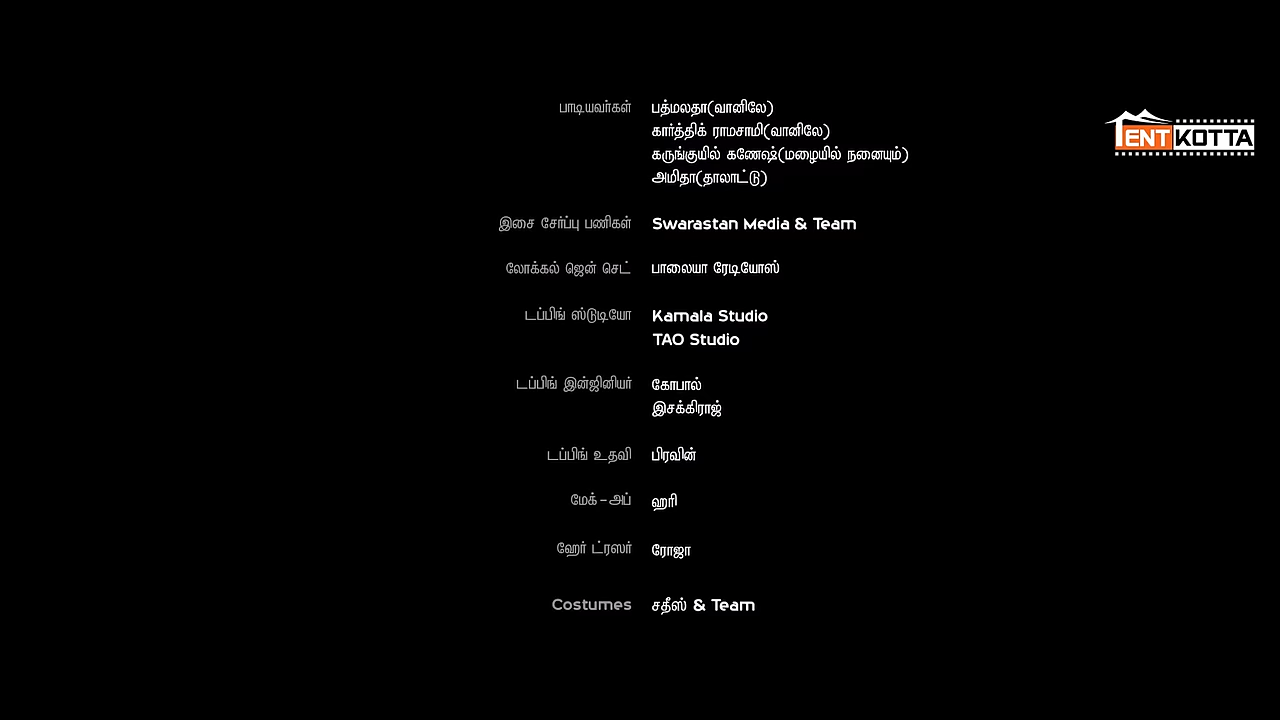 பாடியவர்கள் பத்மலதா(வானிலே)
கார்த்திக் ராமசாமி(வானிலே)
கருங்குயில் கணேஷ்(மழையில் நனையும்)
அமிதா(தாலாட்டு)
TENTKOTTA
இசை சேர்ப்பு பணிகள் Swarastan Media & Team
லோக்கல் ஜென் செட் பாலையா ரேடியோஸ்
டப்பிங் ஸ்டுடியோ Kamala Studio
TAO Studio
டப்பிங் இன்ஜினியர் கோபால்
இசக்கிராஜ்
டப்பிங் உதவி பிரவின்
மேக்-அப் ஹரி
ஹேர் ட்ரஸர் ரோஜா
Costumes சதீஸ் & Team